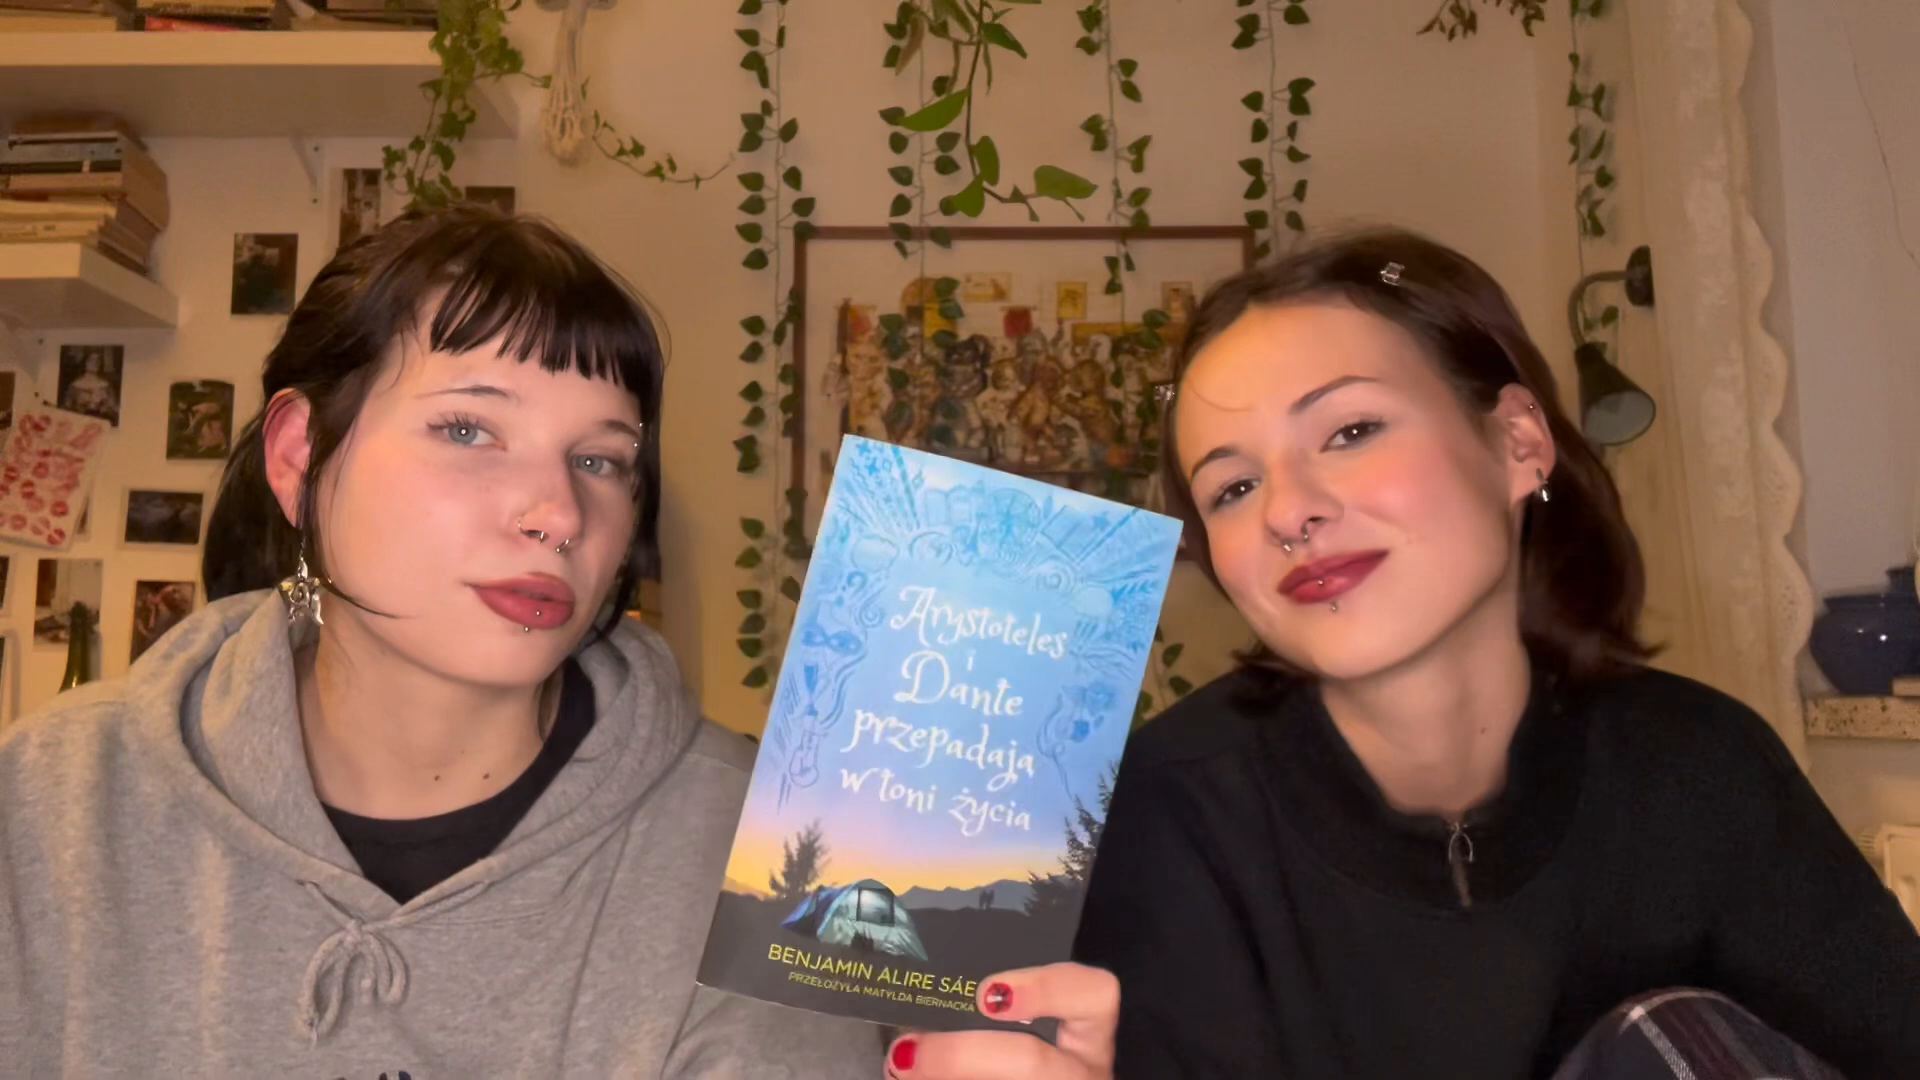 Arystoteles
i
Dante
przepadają
w toni życia
BENJAMIN ALIRE SÁE
PRZEŁOŻYŁA MATYLDA BIERNACKA